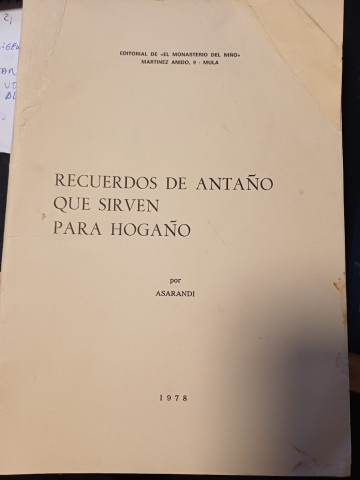 EDITORIAL DE «EL MONASTERIO DEL NIÑO»
MARTINEZ ANIDO, 9 - MULA
RECUERDOS DE ANTAÑO
QUE SIRVEN
PARA HOGAÑO
por
ASARANDI
1978